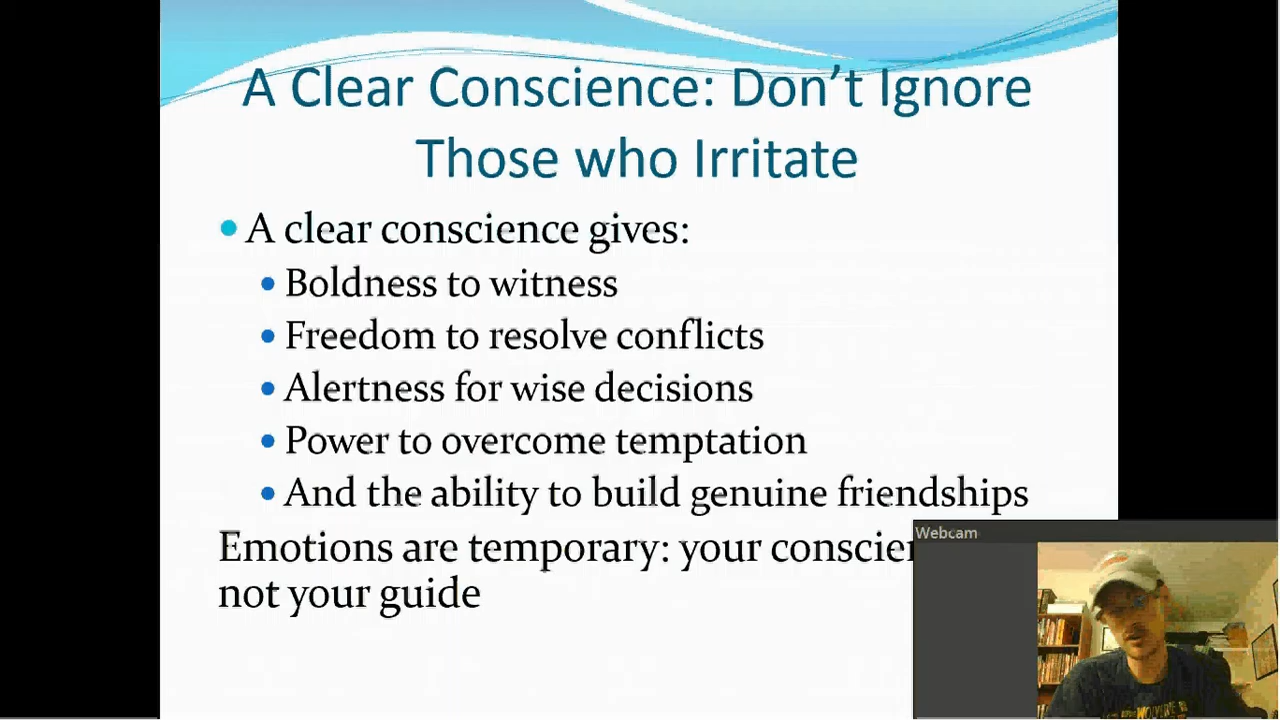 A Clear Conscience: Don't Ignore
Those who Irritate
A clear conscience gives:
Boldness to witness
Freedom to resolve conflicts
Alertness for wise decisions
Power to overcome temptation
And the ability to build genuine friendships
Emotions are temporary: your
not your guide
Webcam